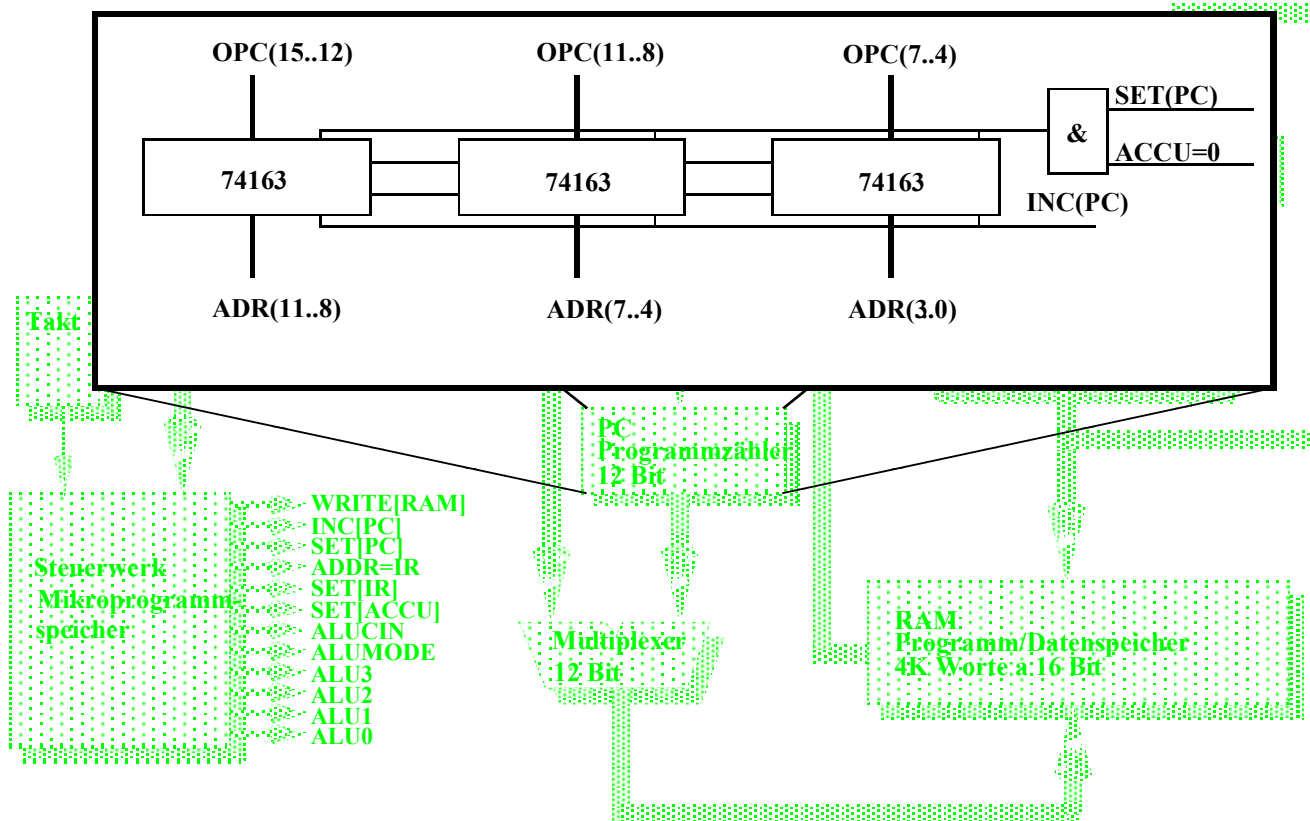 OPC(15..12)
OPC(11..8)
OPC(7..4)
SET(PC)
&
ACCU=0
74163
74163
74163
INC(PC)
ADR(11..8)
ADR(7..4)
ADR(3.0)
Takt
PC
Programmzähler
12 Bit
WRITE[RAM]
INC[PC]
SET[PC]
ADDR=IR
SET[IR]
SET[ACCU]
ALUCIN
ALUMODE
ALU3
ALU2
ALU1
ALU0
Steuerwerk
Mikroprogramm-
speicher
Multiplexer
12 Bit
RAM
Programm/Datenspeicher
4K Worte a 16 Bit